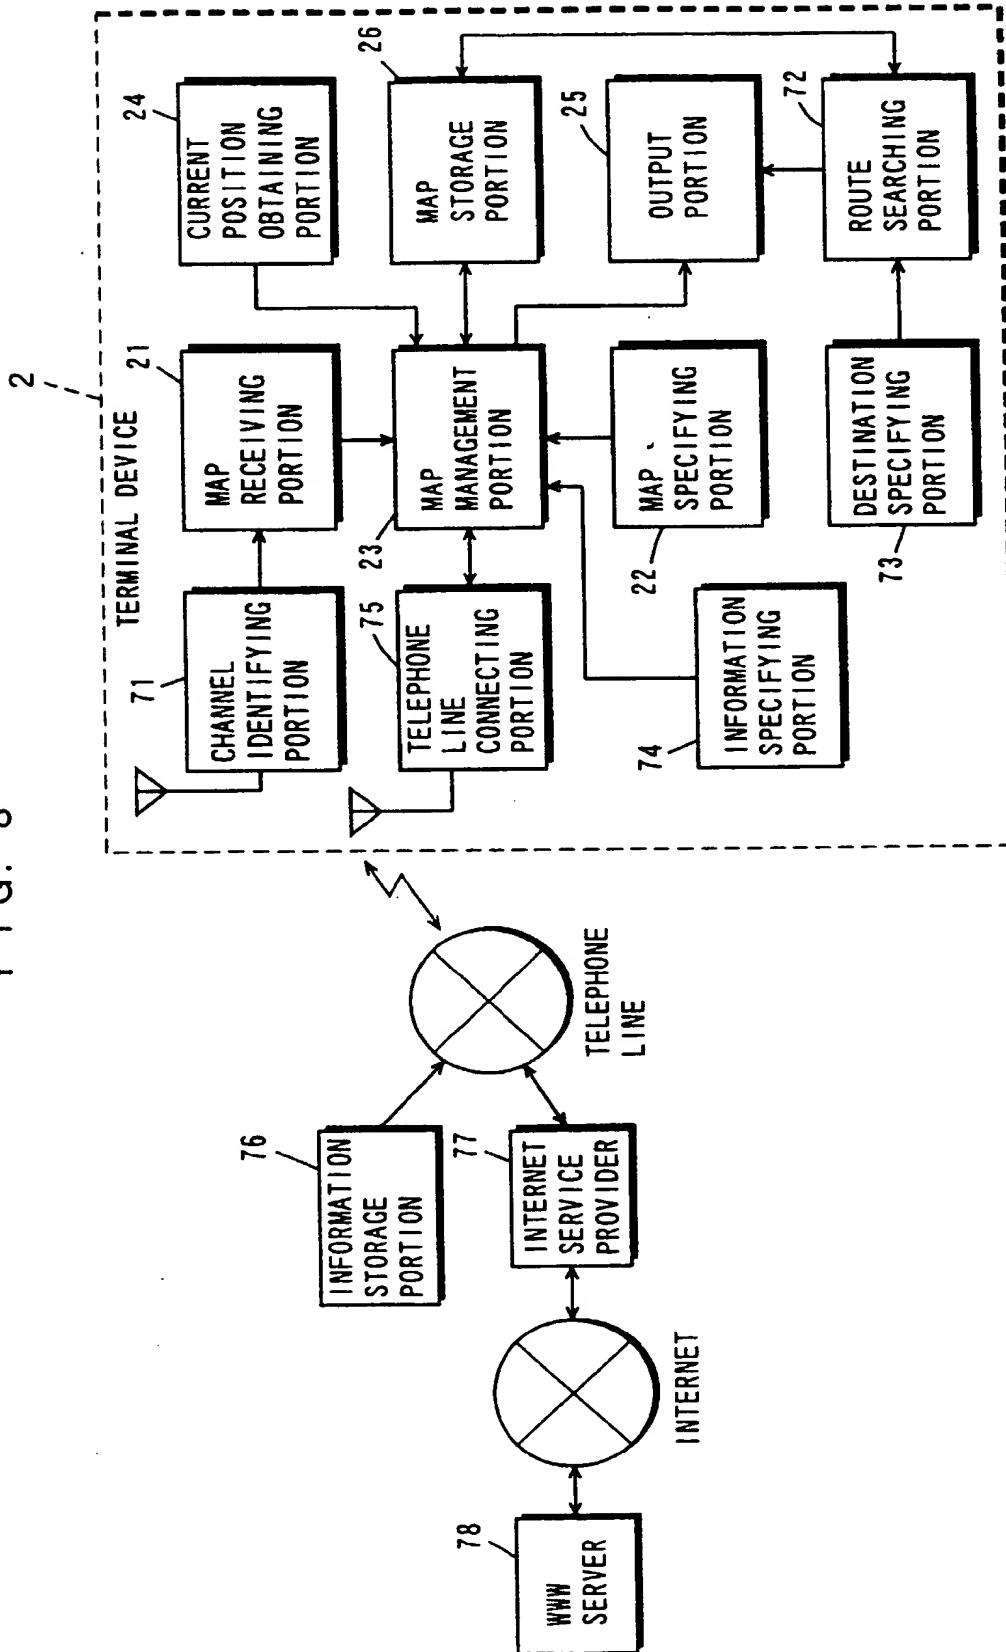 FIG. 8
2
TERMINAL DEVICE
71
CHANNEL
IDENTIFYING
PORTION
21
MAP
RECEIVING
PORTION
24
CURRENT
POSITION
OBTAINING
PORTION
75
TELEPHONE
LINE
CONNECTING
PORTION
23
MAP
MANAGEMENT
PORTION
26
MAP
STORAGE
PORTION
74
INFORMATION
SPECIFYING
PORTION
22
MAP
SPECIFYING
PORTION
25
OUTPUT
PORTION
73
DESTINATION
SPECIFYING
PORTION
72
ROUTE
SEARCHING
PORTION
76
INFORMATION
STORAGE
PORTION
TELEPHONE
LINE
77
INTERNET
SERVICE
PROVIDER
INTERNET
78
WWW
SERVER